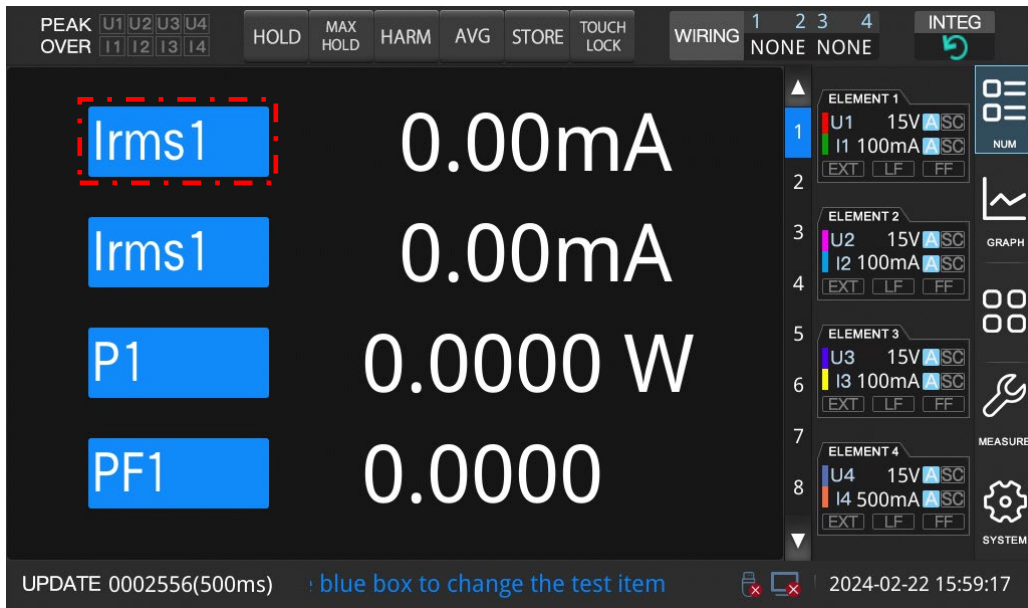 PEAK U1 U2 U3 U4
OVER I1 I2 I3 I4
HOLD
MAX HOLD
HARM
AVG
STORE
TOUCH LOCK
WIRING
1 2 3 4
NONE NONE
INTEG
Irms1 0.00mA
Irms1 0.00mA
P1 0.0000 W
PF1 0.0000
1
2
3
4
5
6
7
8
ELEMENT 1
U1 15V A SC
I1 100mA A SC
EXT LF FF
ELEMENT 2
U2 15V A SC
I2 100mA A SC
EXT LF FF
ELEMENT 3
U3 15V A SC
I3 100mA A SC
EXT LF FF
ELEMENT 4
U4 15V A SC
I4 500mA A SC
EXT LF FF
NUM
GRAPH
MEASURE
SYSTEM
UPDATE 0002556(500ms)
blue box to change the test item
2024-02-22 15:59:17